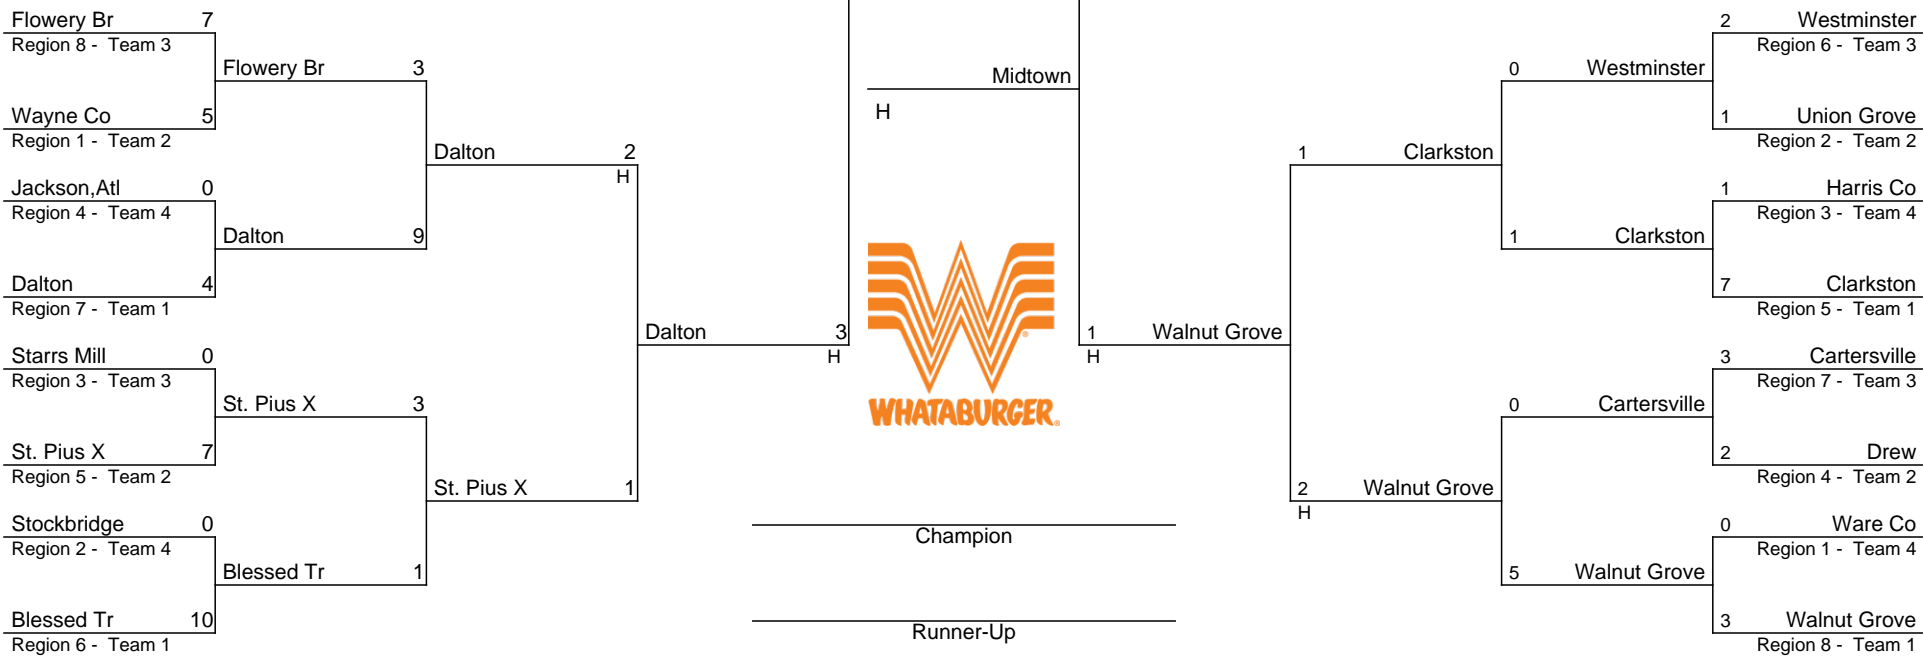 Flowery Br 7
Region 8 - Team 3
Flowery Br 3
Wayne Co 5
Region 1 - Team 2
Dalton 2
H
Jackson,Atl 0
Region 4 - Team 4
Dalton 9
Dalton 4
Region 7 - Team 1
Dalton 3
H
Starrs Mill 0
Region 3 - Team 3
St. Pius X 3
St. Pius X 7
Region 5 - Team 2
St. Pius X 1
Stockbridge 0
Region 2 - Team 4
Blessed Tr 1
Blessed Tr 10
Region 6 - Team 1
Midtown
H
WHATABURGER
Champion
Runner-Up
2 Westminster
Region 6 - Team 3
0 Westminster
1 Union Grove
Region 2 - Team 2
1 Clarkston
1 Harris Co
Region 3 - Team 4
1 Clarkston
7 Clarkston
Region 5 - Team 1
1 Walnut Grove
H
3 Cartersville
Region 7 - Team 3
0 Cartersville
2 Drew
Region 4 - Team 2
2 Walnut Grove
H
0 Ware Co
Region 1 - Team 4
5 Walnut Grove
3 Walnut Grove
Region 8 - Team 1